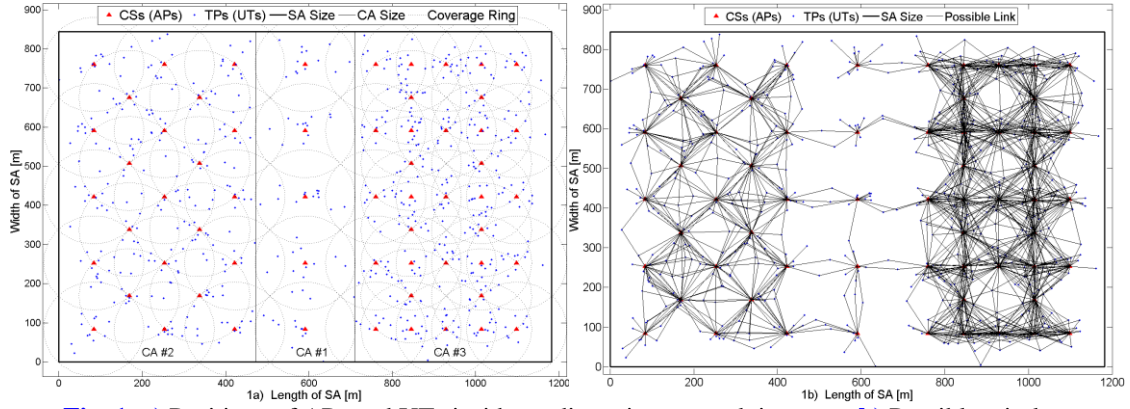 CSs (APs) TPs (UTs) SA Size CA Size Coverage Ring
900
800
700
600
500
400
300
200
100
0
Width of SA [m]
CA #2 CA #1 CA #3
0 200 400 600 800 1000 1200
1a) Length of SA [m]
CSs (APs) TPs (UTs) SA Size Possible Link
900
800
700
600
500
400
300
200
100
0
Width of SA [m]
0 200 400 600 800 1000 1200
1b) Length of SA [m]